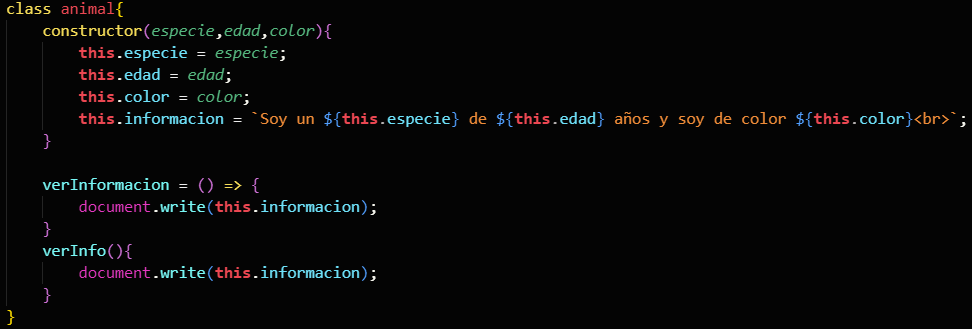 class animal{
constructor(especie,edad,color){
this.especie = especie;
this.edad = edad;
this.color = color;
this.informacion = `Soy un ${this.especie} de ${this.edad} años y soy de color ${this.color}<br>`;
}
verInformacion = () => {
document.write(this.informacion);
}
verInfo(){
document.write(this.informacion);
}
}